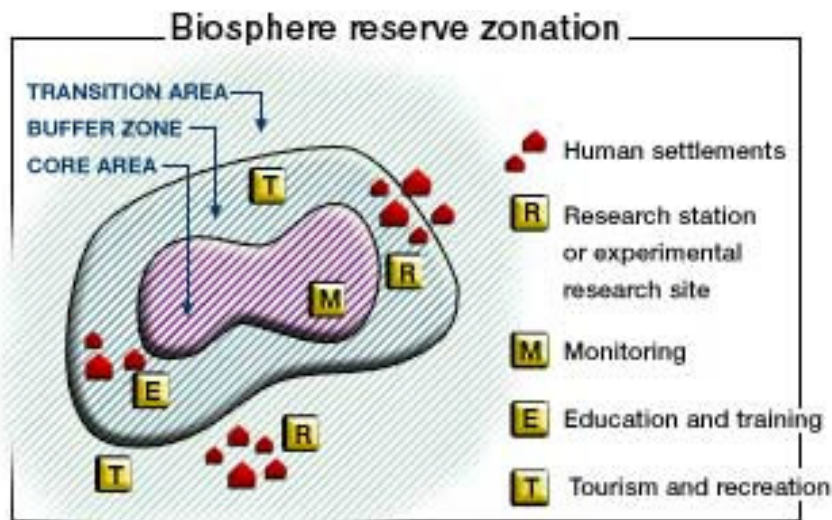 Biosphere reserve zonation
TRANSITION AREA
BUFFER ZONE
CORE AREA
T
R
M
E
R
T
Human settlements
R Research station
or experimental
research site
M Monitoring
E Education and training
T Tourism and recreation